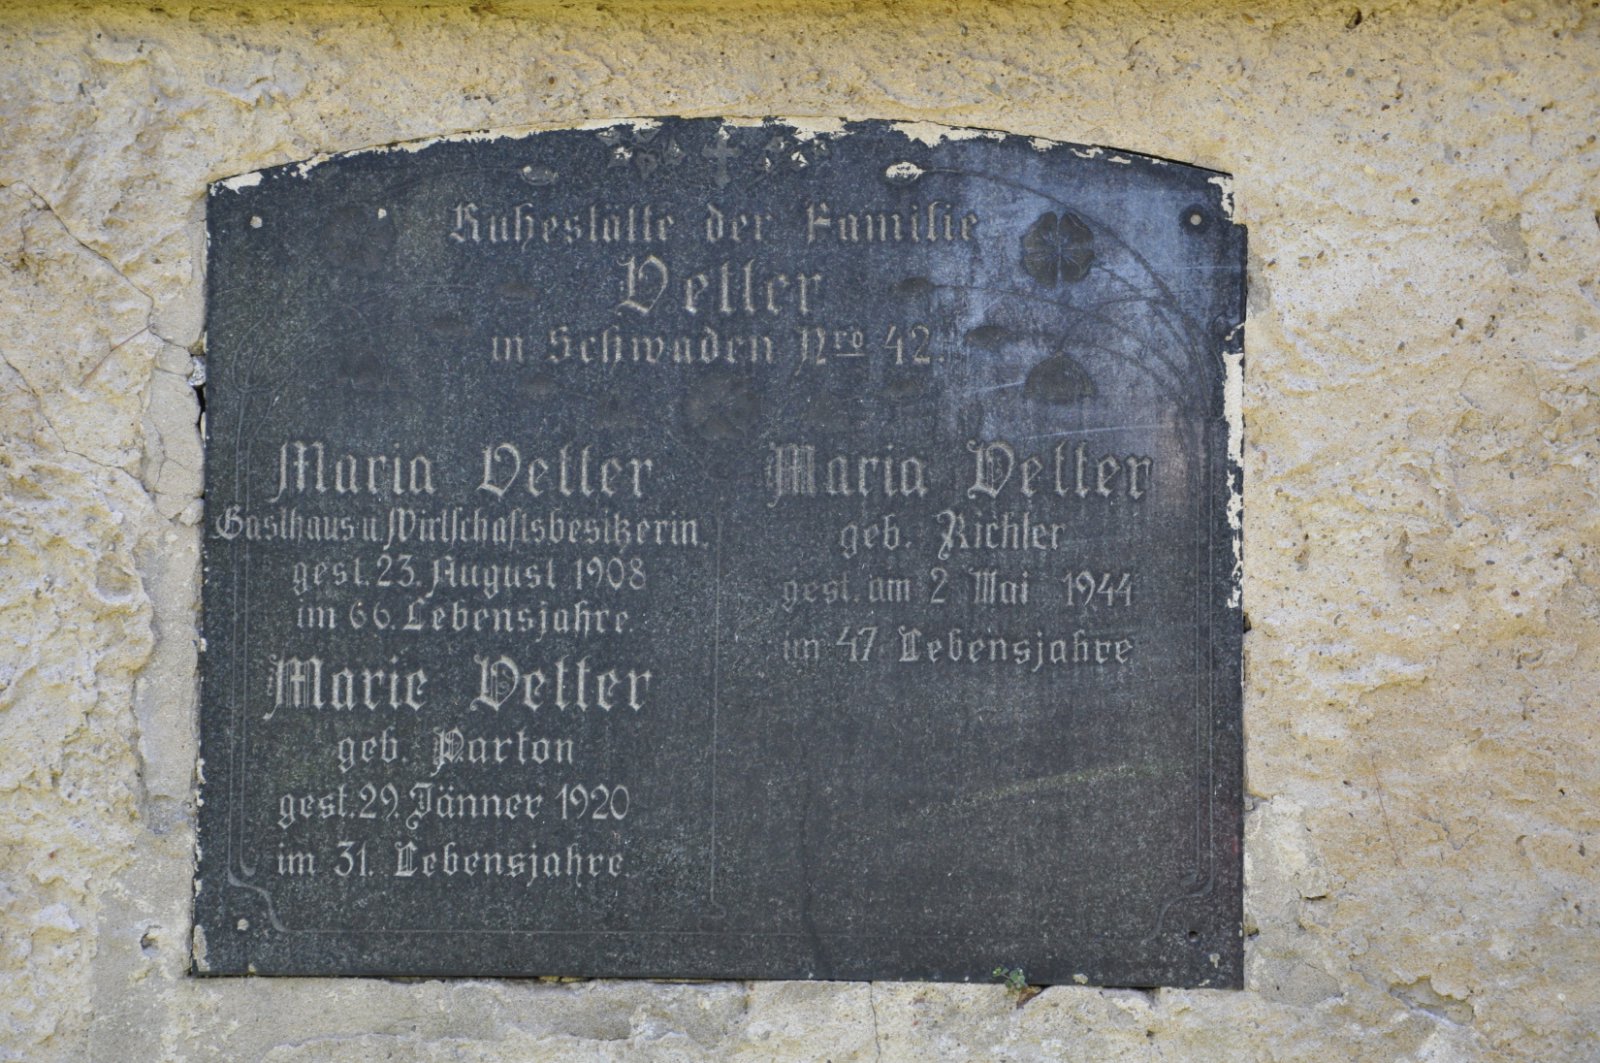 Ruhestätte der Familie
Vetter
in Schwaden Nro 42.
Maria Vetter
Gasthaus u. Wirtschaftsbesitzerin.
gest. 23. August 1908
im 66. Lebensjahre.
Marie Vetter
geb. Parton
gest. 29. Jänner 1920
im 31. Lebensjahre.
Maria Vetter
geb. Richter
gest. am 2 Mai 1944
im 47. Lebensjahre